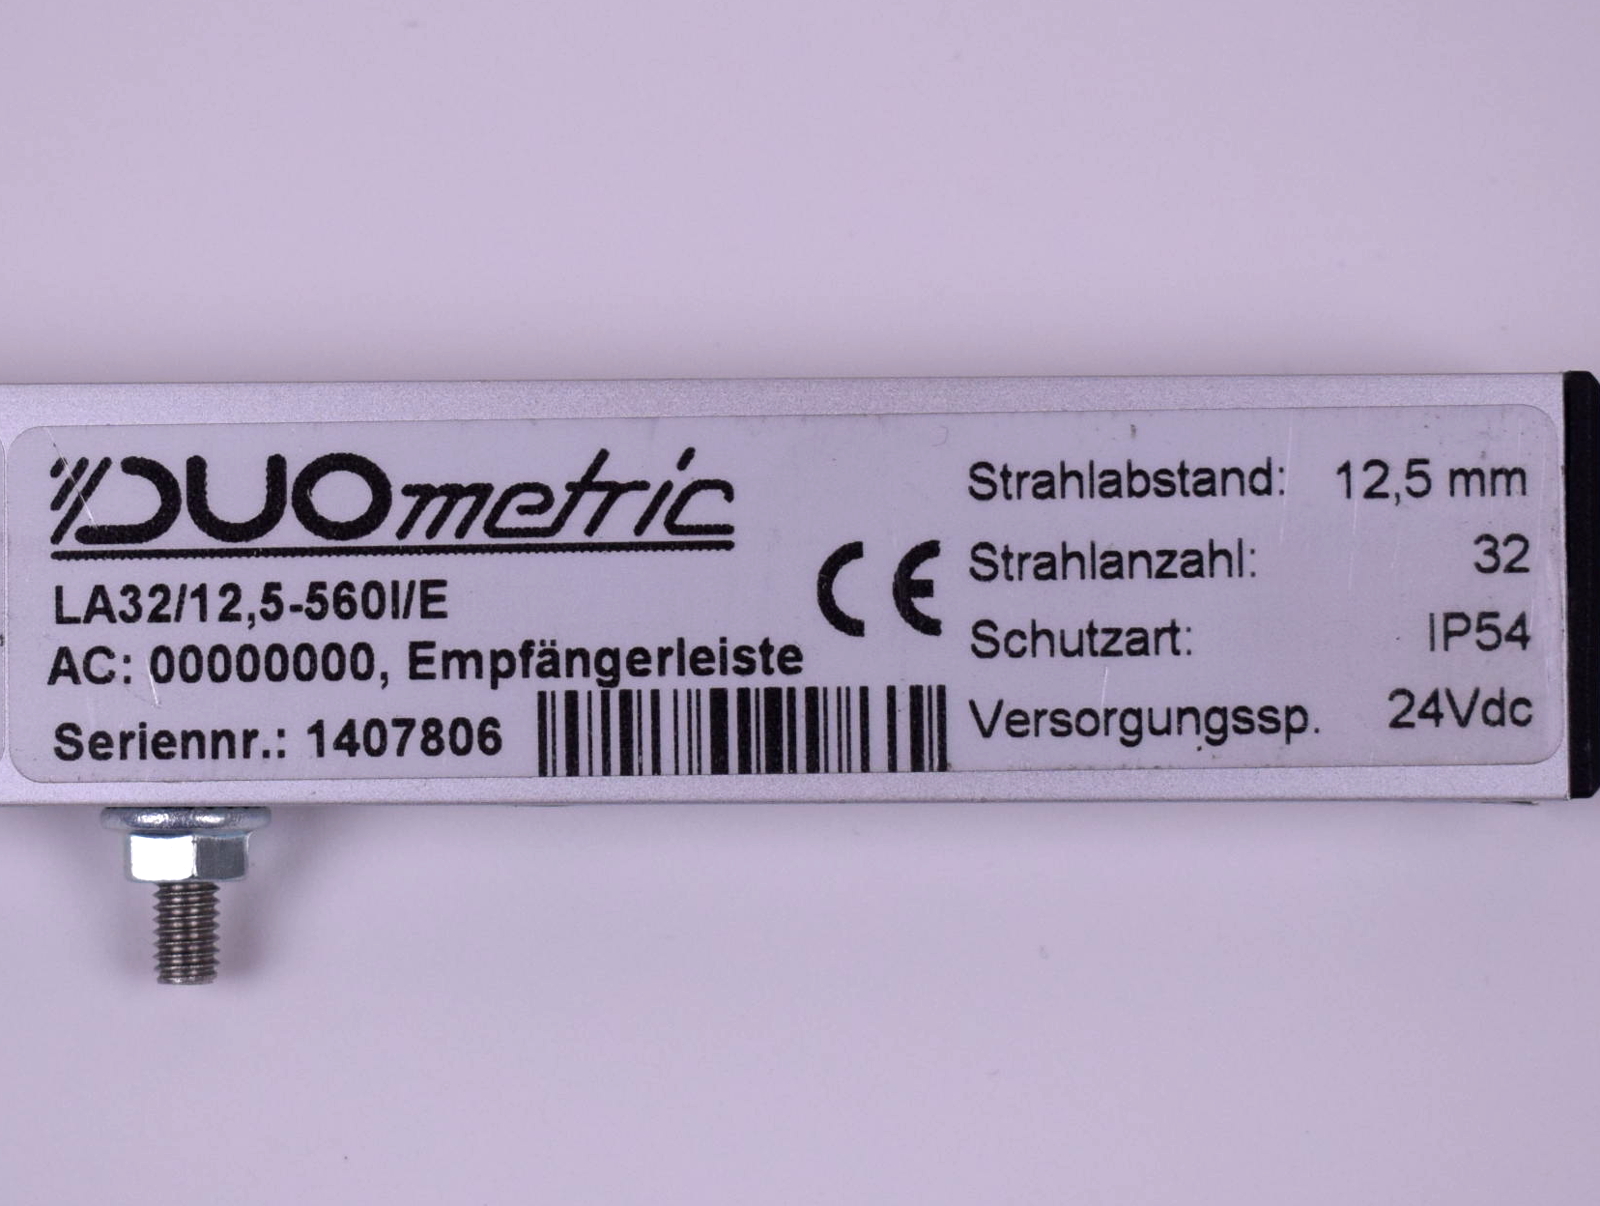 DUOmetric
LA32/12,5-560I/E
AC: 00000000, Empfängerleiste
Seriennr.: 1407806
CE
Strahlabstand: 12,5 mm
Strahlanzahl: 32
Schutzart: IP54
Versorgungssp. 24Vdc